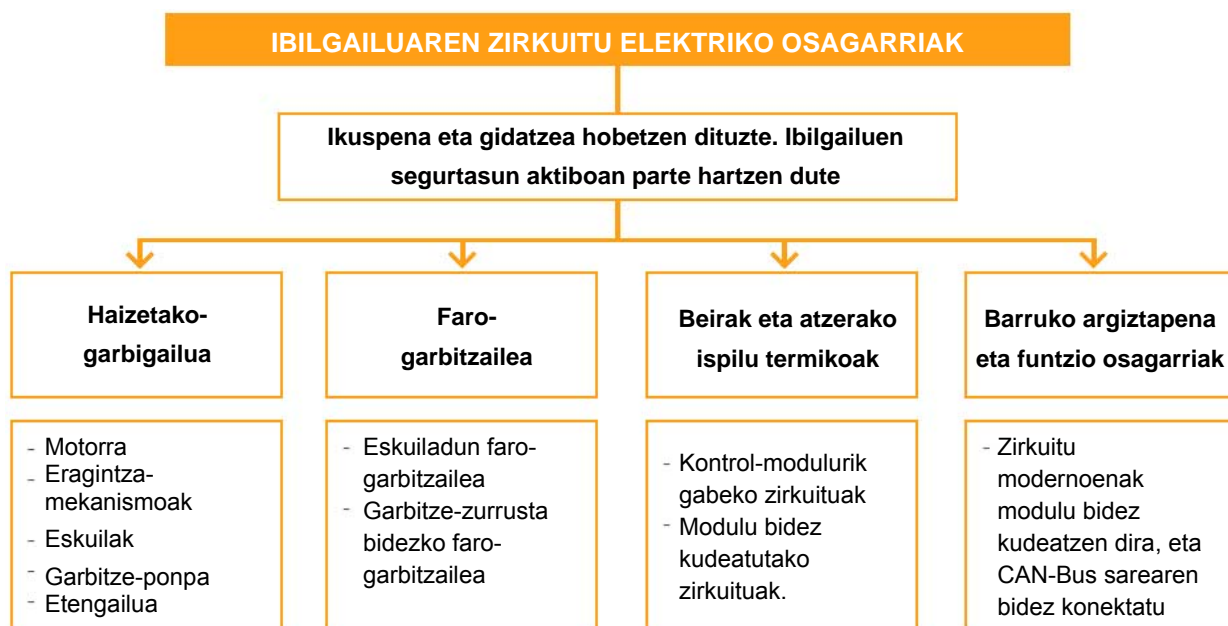 IBILGAILUAREN ZIRKUITU ELEKTRIKO OSAGARRIAK
Ikuspena eta gidatzea hobetzen dituzte. Ibilgailuen
segurtasun aktiboan parte hartzen dute
Haizetako-
garbigailua
Faro-
garbitzailea
Beirak eta atzerako
ispilu termikoak
Barruko argiztapena
eta funtzio osagarriak
- Motorra
- Eragintza-
mekanismoak
- Eskuilak
- Garbitze-ponpa
- Etengailua
- Eskuiladun faro-
garbitzailea
- Garbitze-zurrusta
bidezko faro-
garbitzailea
- Kontrol-modulurik
gabeko zirkuituak
- Modulu bidez
kudeatutako
zirkuituak.
- Zirkuitu
modernoenak
modulu bidez
kudeatzen dira, eta
CAN-Bus sarearen
bidez konektatu